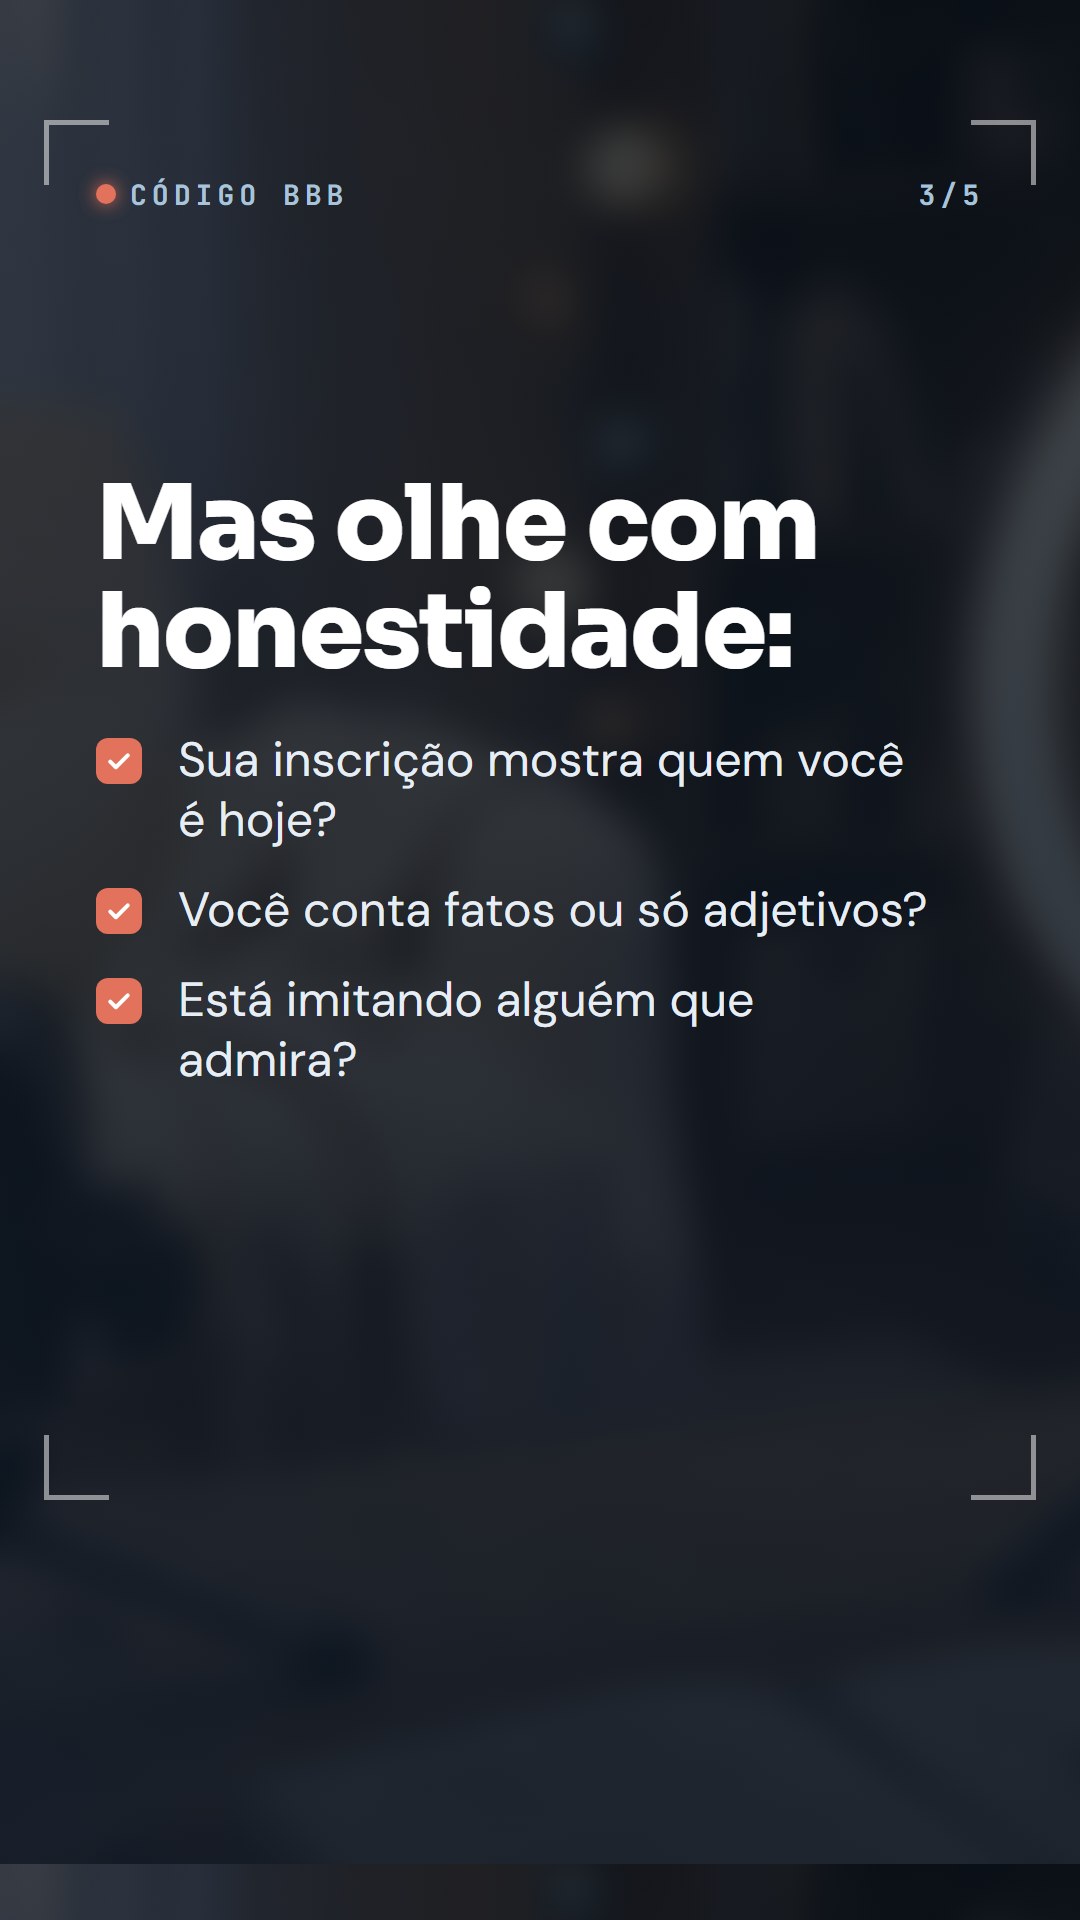 CÓDIGO BBB
3/5
Mas olhe com
honestidade:
Sua inscrição mostra quem você
é hoje?
Você conta fatos ou só adjetivos?
Está imitando alguém que
admira?